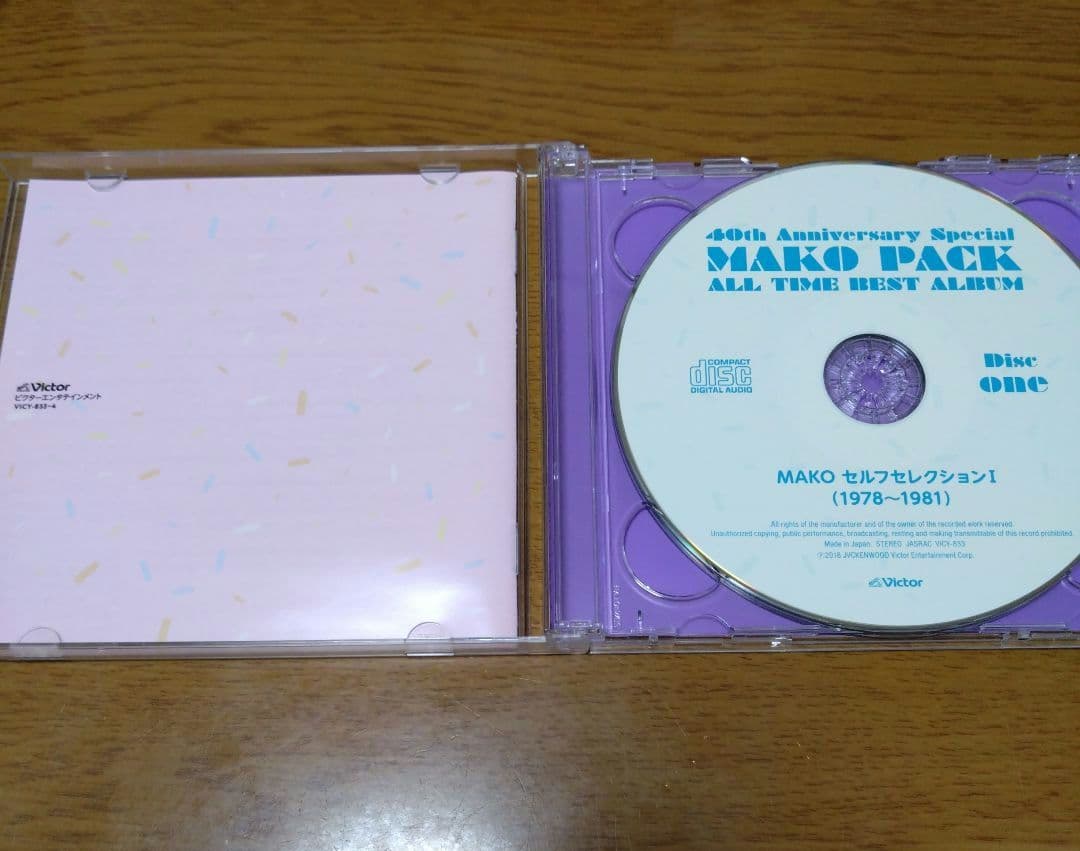 Victor
ビクターエンタテインメント
VICY-833~4
40th Anniversary Special
MAKO PACK
ALL TIME BEST ALBUM
COMPACT
disc
DIGITAL AUDIO
Disc
one
MAKO セルフセレクションⅠ
(1978〜1981)
All rights of the manufacturer and of the owner of the recorded work reserved.
Unauthorized copying, public performance, broadcasting, renting and making transmittable of this record prohibited.
Made in Japan. STEREO JASRAC VICY-833
Ⓟ2018 JVCKENWOOD Victor Entertainment Corp.
Victor